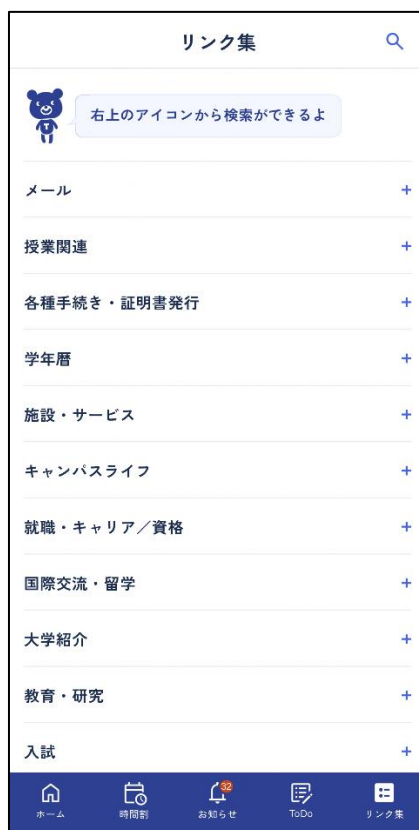 リンク集
右上のアイコンから検索ができるよ
メール
授業関連
各種手続き・証明書発行
学年暦
施設・サービス
キャンパスライフ
就職・キャリア／資格
国際交流・留学
大学紹介
教育・研究
入試
32
ホーム 時間割 お知らせ ToDo リンク集